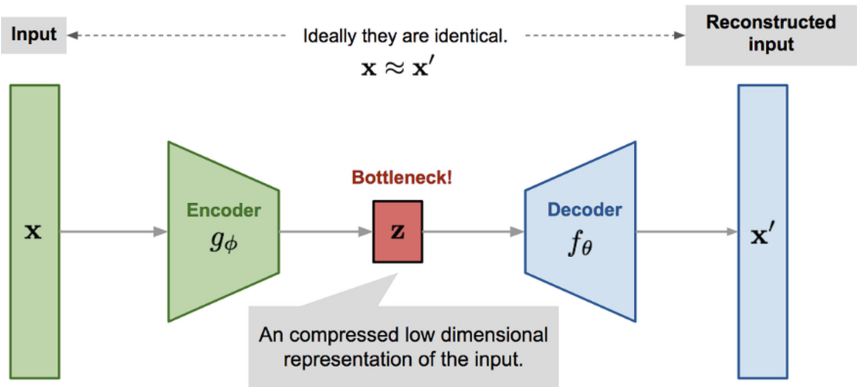 Input
Ideally they are identical.
x ≈ x′
Reconstructed
input
Bottleneck!
x
Encoder
gϕ
z
Decoder
fθ
x′
An compressed low dimensional
representation of the input.